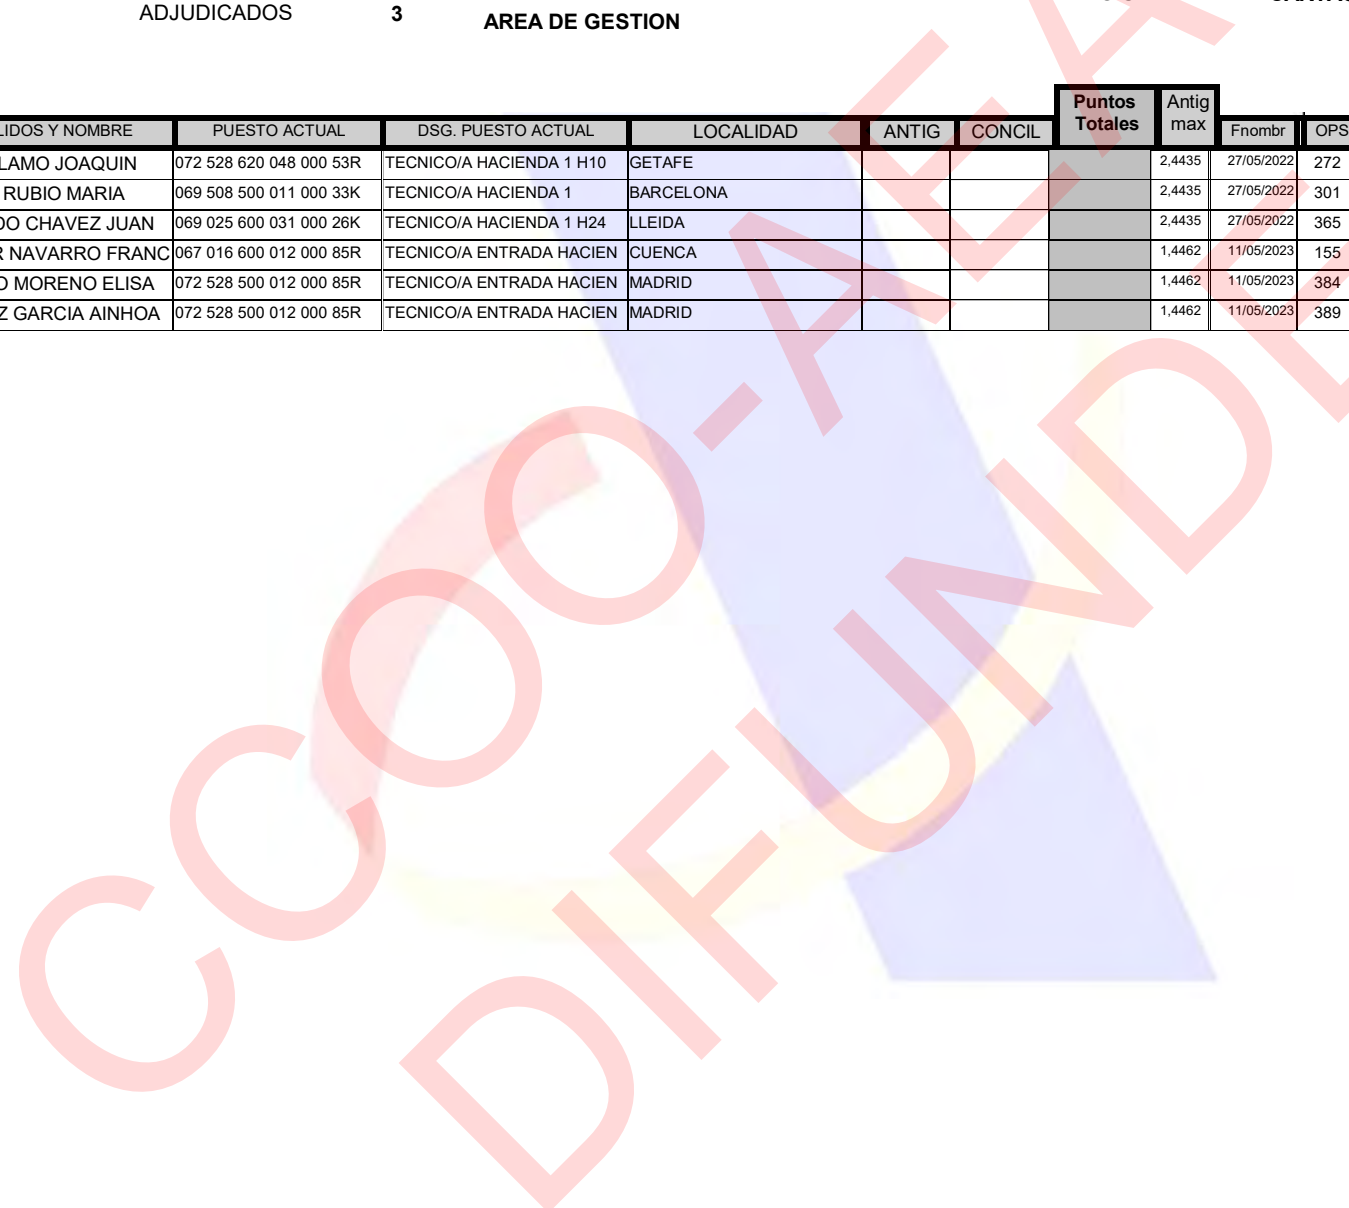 ADJUDICADOS 3 AREA DE GESTION
LIDOS Y NOMBRE PUESTO ACTUAL DSG. PUESTO ACTUAL LOCALIDAD ANTIG CONCIL Puntos Totales Antig max Fnombr OPS
LAMO JOAQUIN 072 528 620 048 000 53R TECNICO/A HACIENDA 1 H10 GETAFE 2,4435 27/05/2022 272
RUBIO MARIA 069 508 500 011 000 33K TECNICO/A HACIENDA 1 BARCELONA 2,4435 27/05/2022 301
DO CHAVEZ JUAN 069 025 600 031 000 26K TECNICO/A HACIENDA 1 H24 LLEIDA 2,4435 27/05/2022 365
R NAVARRO FRANC 067 016 600 012 000 85R TECNICO/A ENTRADA HACIEN CUENCA 1,4462 11/05/2023 155
O MORENO ELISA 072 528 500 012 000 85R TECNICO/A ENTRADA HACIEN MADRID 1,4462 11/05/2023 384
Z GARCIA AINHOA 072 528 500 012 000 85R TECNICO/A ENTRADA HACIEN MADRID 1,4462 11/05/2023 389
CCOO-AEA
DIFUNDE